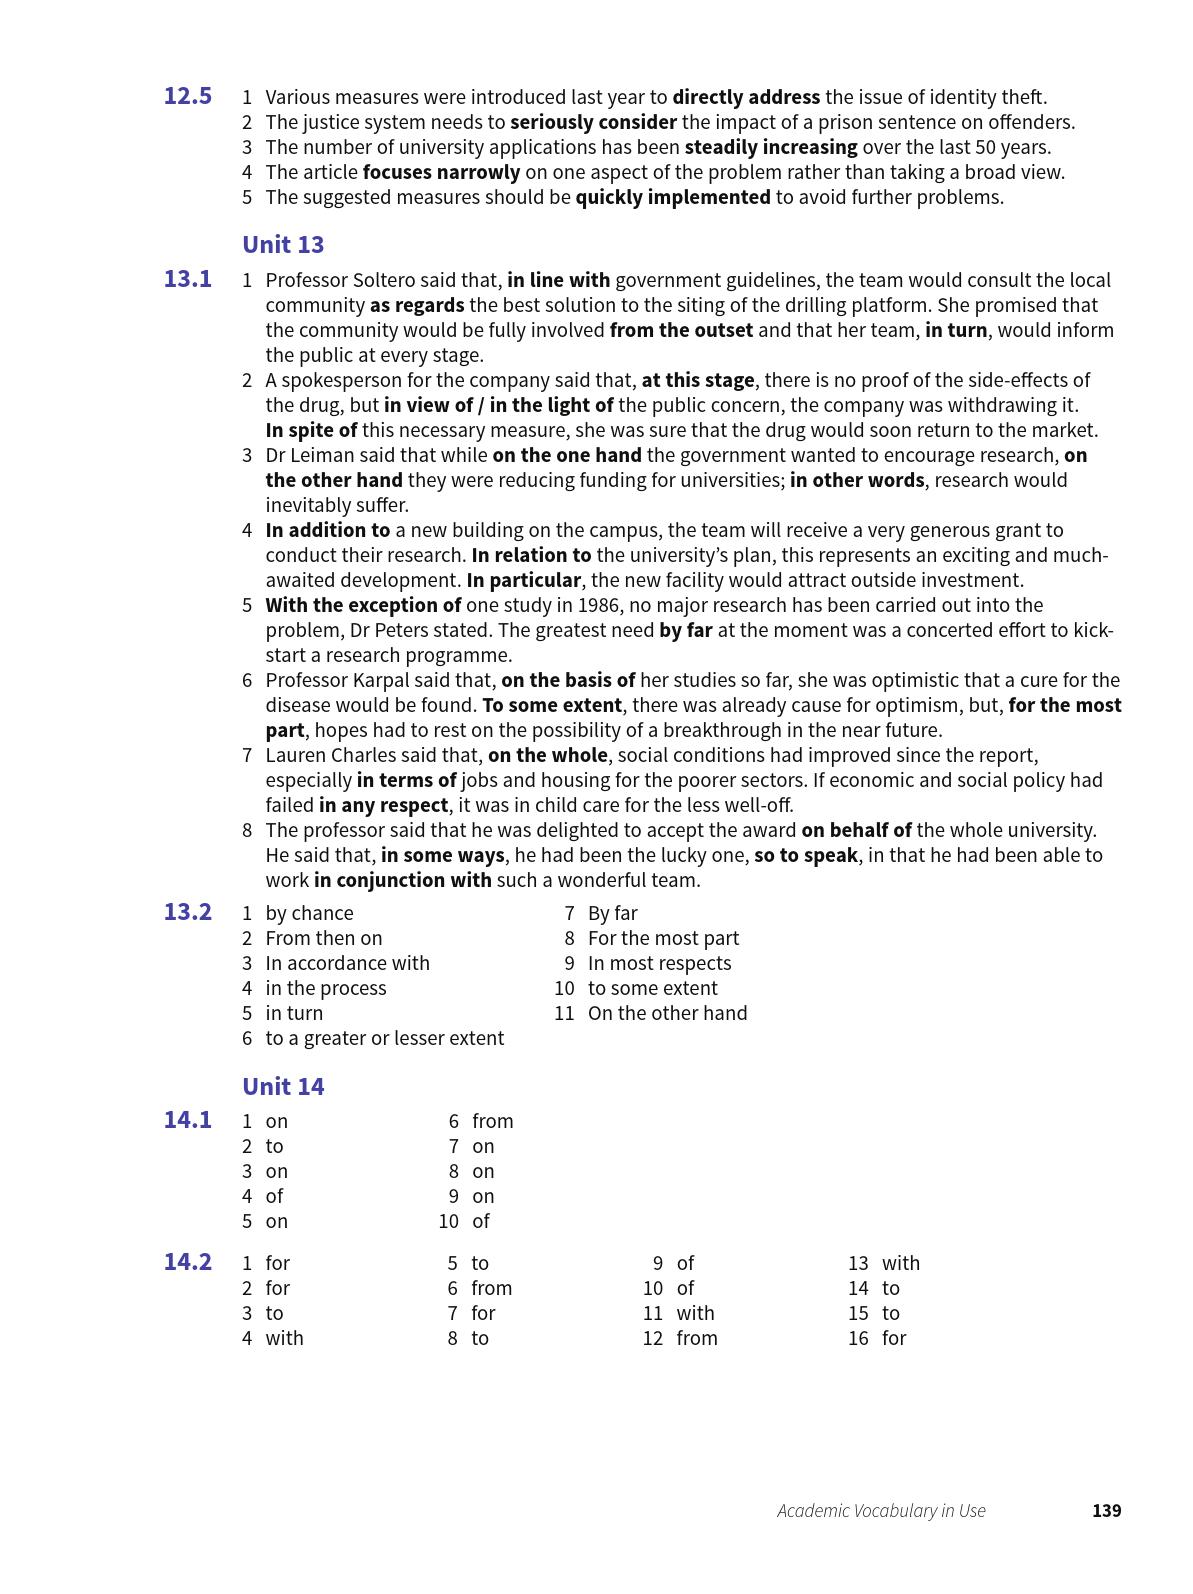 12.5 1 Various measures were introduced last year to directly address the issue of identity theft.
2 The justice system needs to seriously consider the impact of a prison sentence on offenders.
3 The number of university applications has been steadily increasing over the last 50 years.
4 The article focuses narrowly on one aspect of the problem rather than taking a broad view.
5 The suggested measures should be quickly implemented to avoid further problems.
Unit 13
13.1 1 Professor Soltero said that, in line with government guidelines, the team would consult the local
community as regards the best solution to the siting of the drilling platform. She promised that
the community would be fully involved from the outset and that her team, in turn, would inform
the public at every stage.
2 A spokesperson for the company said that, at this stage, there is no proof of the side-effects of
the drug, but in view of / in the light of the public concern, the company was withdrawing it.
In spite of this necessary measure, she was sure that the drug would soon return to the market.
3 Dr Leiman said that while on the one hand the government wanted to encourage research, on
the other hand they were reducing funding for universities; in other words, research would
inevitably suffer.
4 In addition to a new building on the campus, the team will receive a very generous grant to
conduct their research. In relation to the university's plan, this represents an exciting and much-
awaited development. In particular, the new facility would attract outside investment.
5 With the exception of one study in 1986, no major research has been carried out into the
problem, Dr Peters stated. The greatest need by far at the moment was a concerted effort to kick-
start a research programme.
6 Professor Karpal said that, on the basis of her studies so far, she was optimistic that a cure for the
disease would be found. To some extent, there was already cause for optimism, but, for the most
part, hopes had to rest on the possibility of a breakthrough in the near future.
7 Lauren Charles said that, on the whole, social conditions had improved since the report,
especially in terms of jobs and housing for the poorer sectors. If economic and social policy had
failed in any respect, it was in child care for the less well-off.
8 The professor said that he was delighted to accept the award on behalf of the whole university.
He said that, in some ways, he had been the lucky one, so to speak, in that he had been able to
work in conjunction with such a wonderful team.
13.2 1 by chance 7 By far
2 From then on 8 For the most part
3 In accordance with 9 In most respects
4 in the process 10 to some extent
5 in turn 11 On the other hand
6 to a greater or lesser extent
Unit 14
14.1 1 on 6 from
2 to 7 on
3 on 8 on
4 of 9 on
5 on 10 of
14.2 1 for 5 to 9 of 13 with
2 for 6 from 10 of 14 to
3 to 7 for 11 with 15 to
4 with 8 to 12 from 16 for
Academic Vocabulary in Use 139